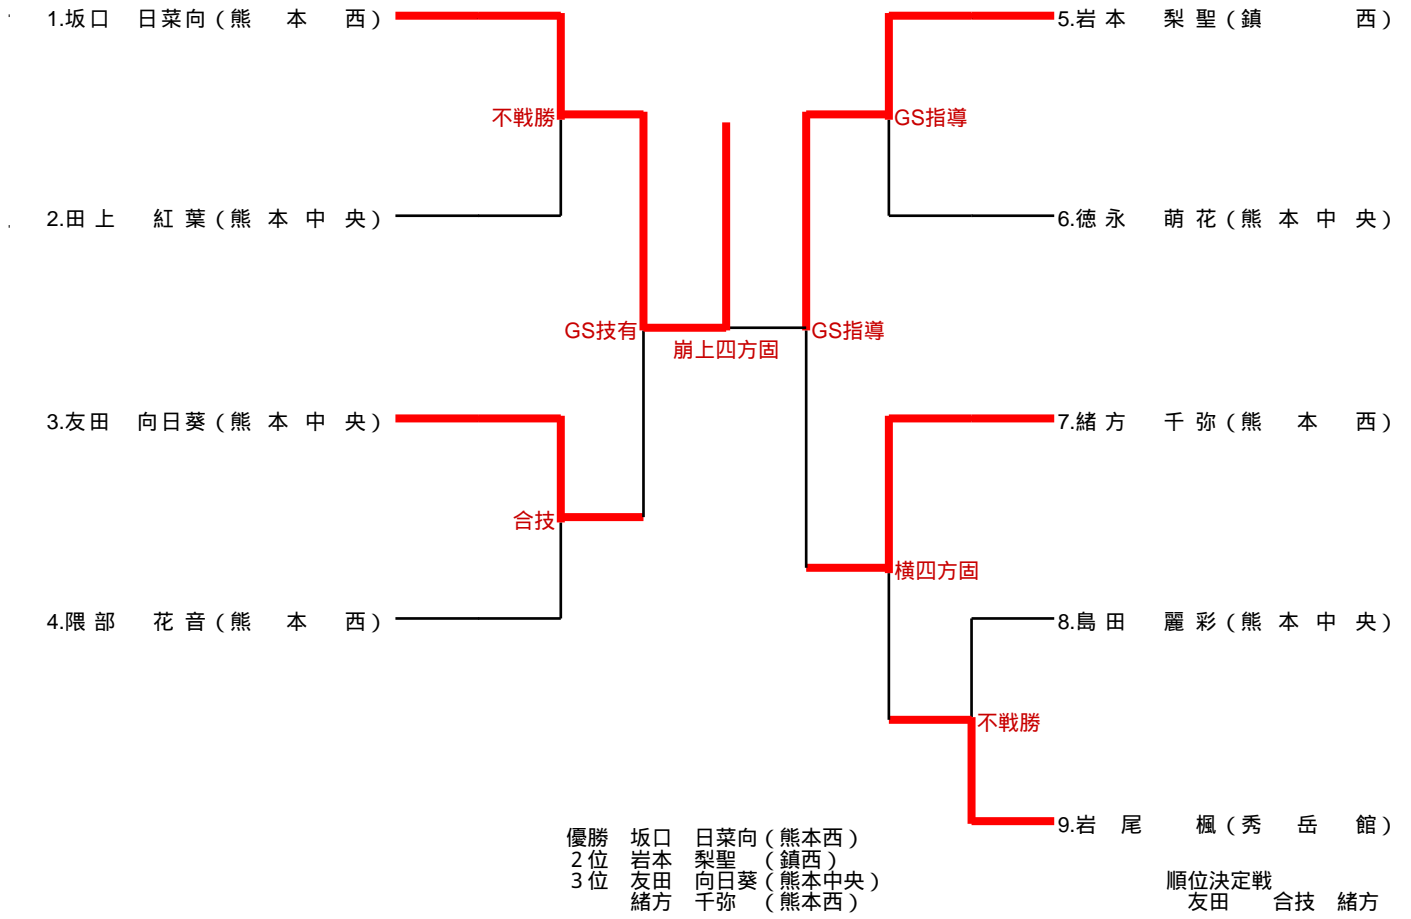 1.坂口 日菜向(熊 本 西)
5.岩本 梨聖(鎮 西)
不戦勝
GS指導
2.田上 紅葉(熊本中央)
6.徳永 萌花(熊本中央)
GS技有
GS指導
崩上四方固
3.友田 向日葵(熊本中央)
7.緒方 千弥(熊 本 西)
合技
横四方固
4.隈部 花音(熊 本 西)
8.島田 麗彩(熊本中央)
不戦勝
9.岩尾 楓(秀 岳 館)
優勝 坂口 日菜向(熊本西)
2位 岩本 梨聖 (鎮西)
3位 友田 向日葵(熊本中央)
緒方 千弥 (熊本西)
順位決定戦
友田 合技 緒方